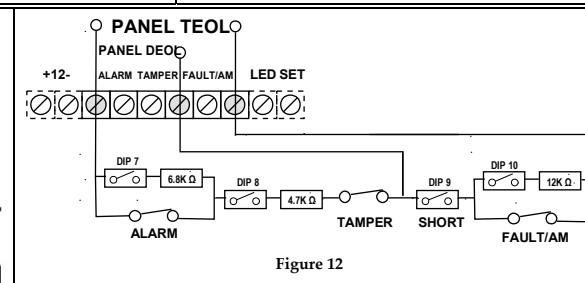 PANEL TEOL
PANEL DEOL
+12- ALARM TAMPER FAULT/AM LED SET
DIP 7
6.8K Ω
DIP 8
4.7K Ω
DIP 9
DIP 10
12K Ω
TAMPER SHORT FAULT/AM
ALARM
Figure 12